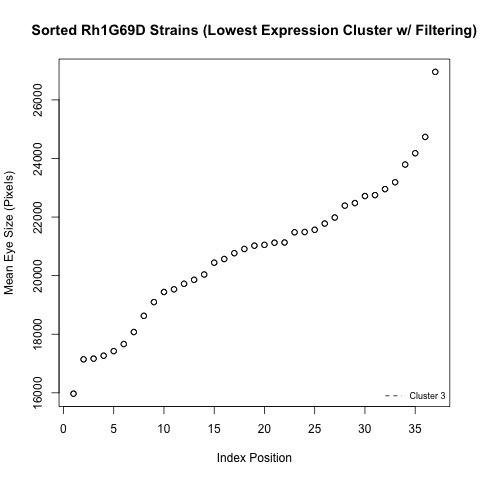 Sorted Rh1G69D Strains (Lowest Expression Cluster w/ Filtering)
Mean Eye Size (Pixels)
26000
24000
22000
20000
18000
16000
Cluster 3
0 5 10 15 20 25 30 35
Index Position